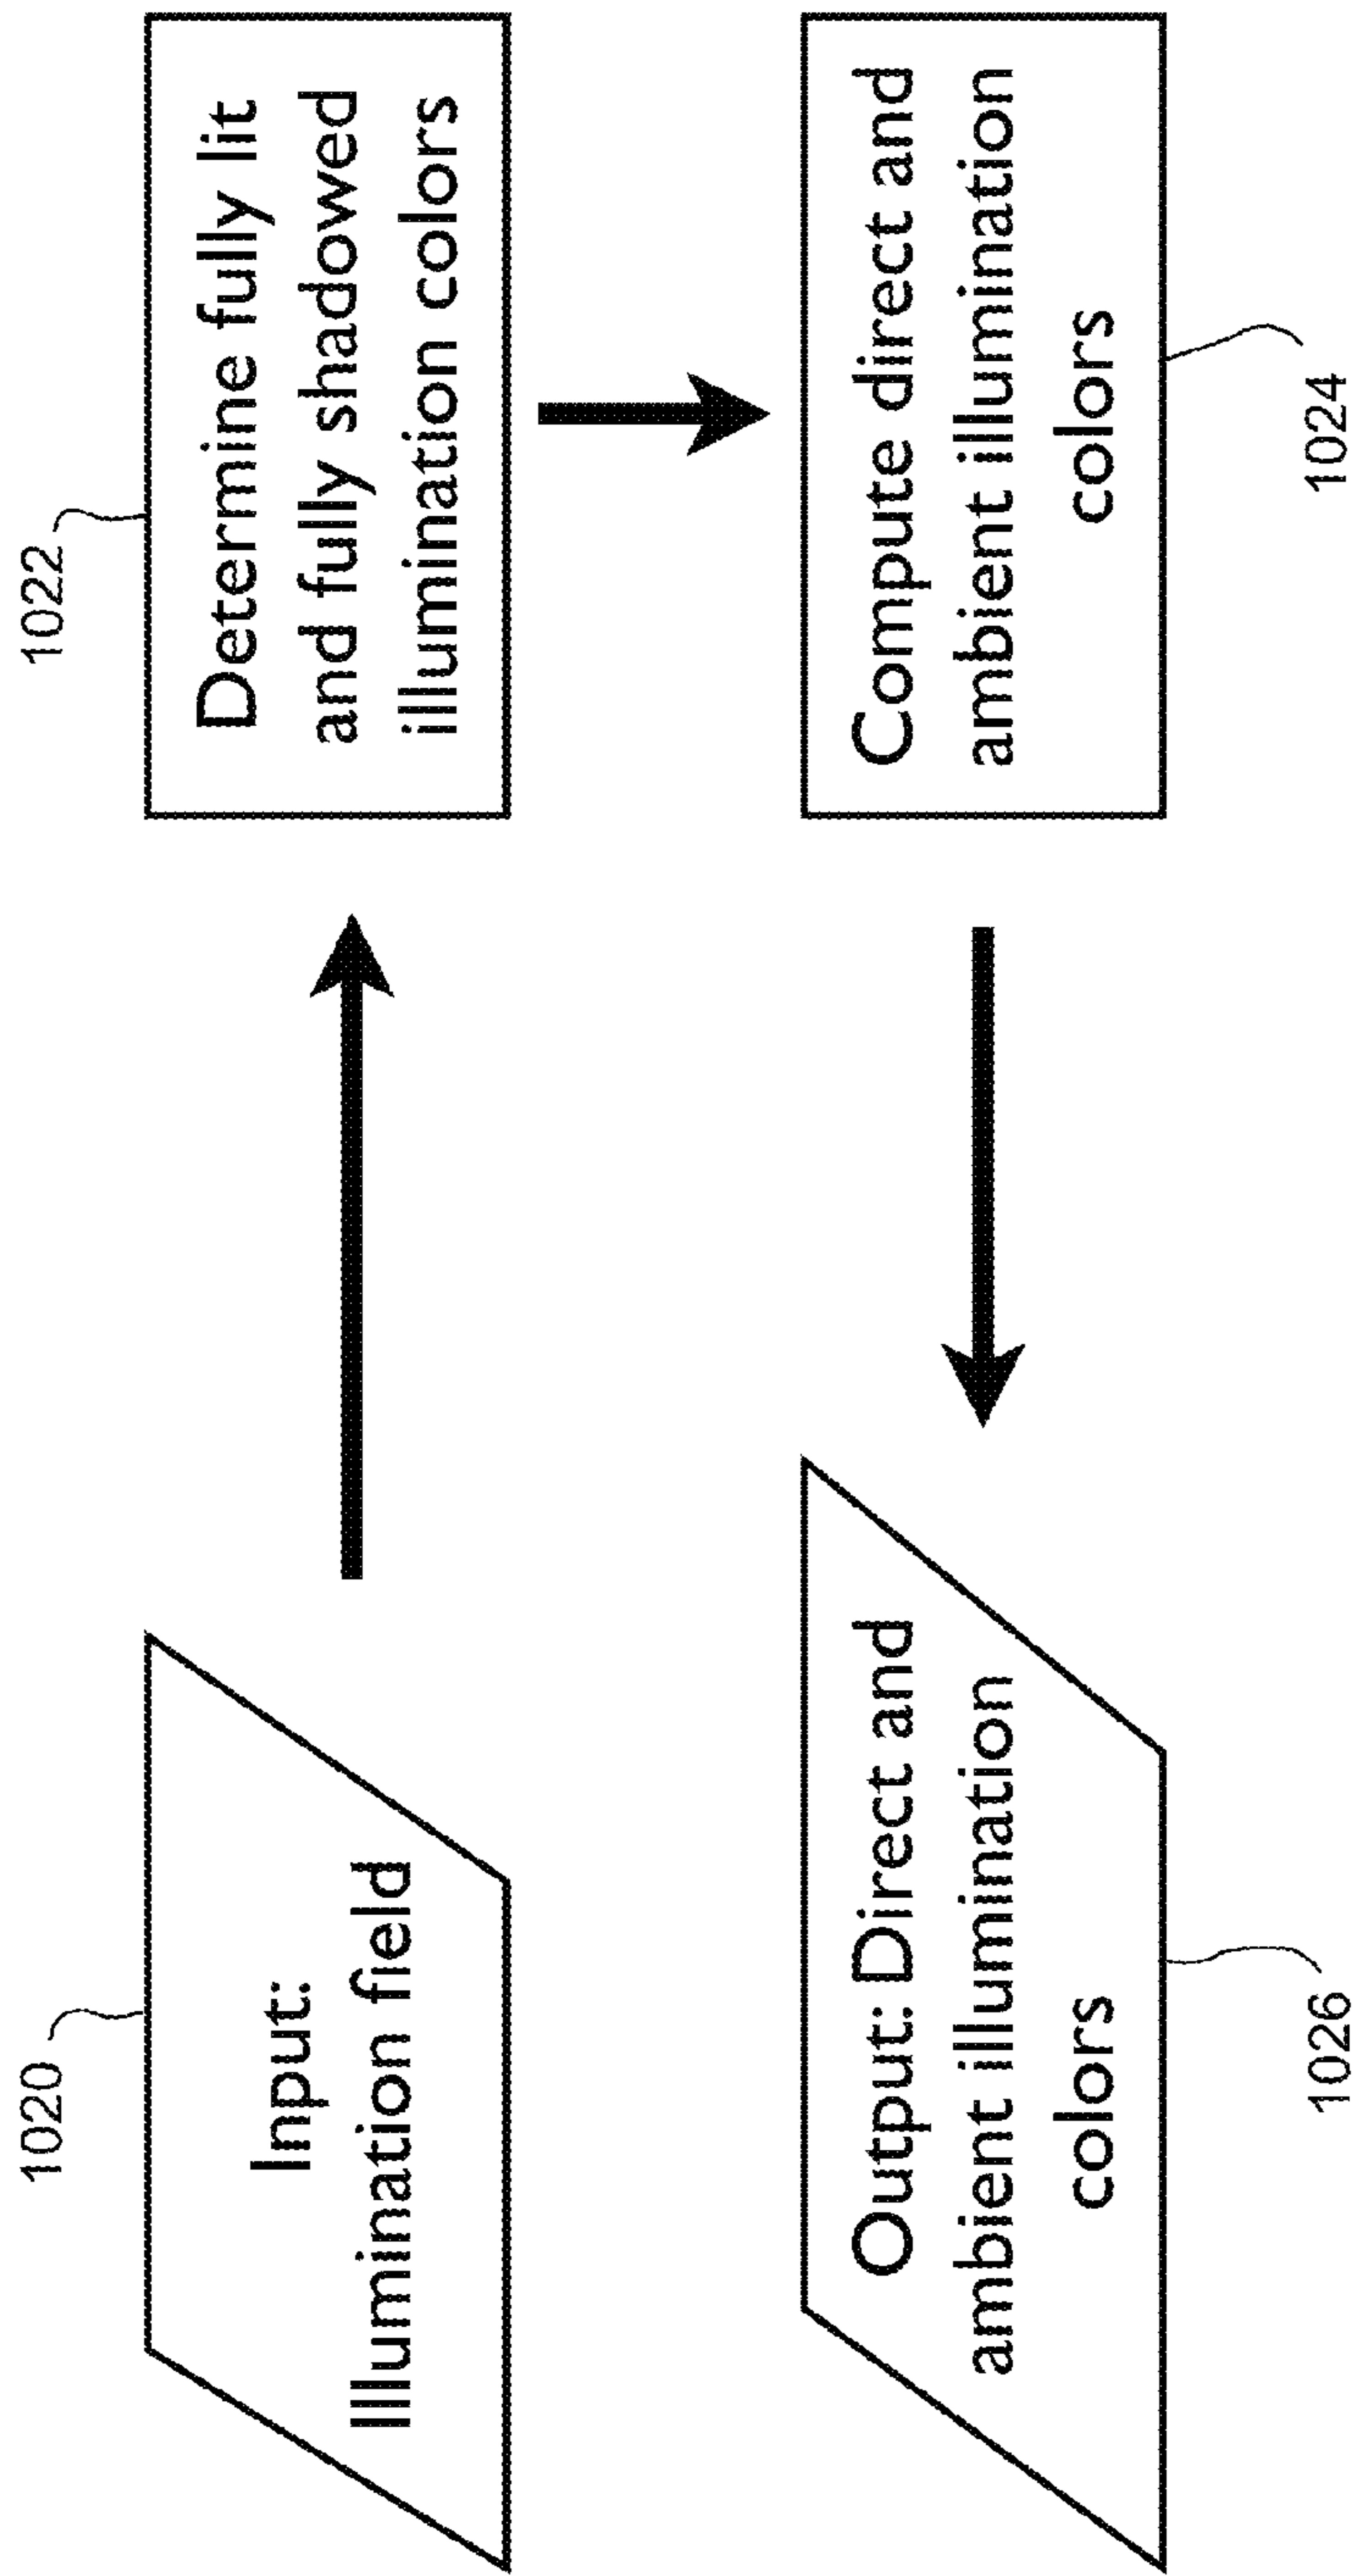 1020
Input:
Illumination field
1022
Determine fully lit
and fully shadowed
illumination colors
Compute direct and
ambient illumination
colors
1024
Output: Direct and
ambient illumination
colors
1026